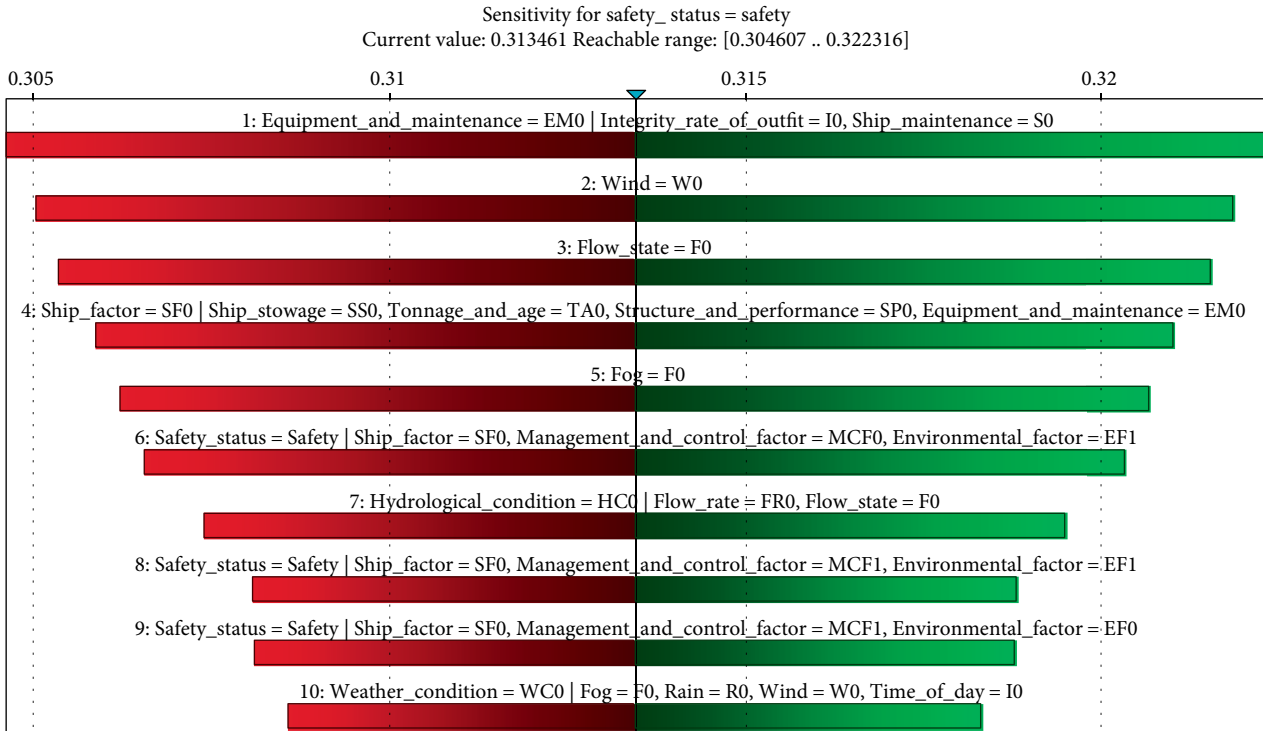 Sensitivity for safety_ status = safety
Current value: 0.313461 Reachable range: [0.304607 .. 0.322316]
0.305 0.31 0.315 0.32
1: Equipment_and_maintenance = EM0 | Integrity_rate_of_outfit = I0, Ship_maintenance = S0
2: Wind = W0
3: Flow_state = F0
4: Ship_factor = SF0 | Ship_stowage = SS0, Tonnage_and_age = TA0, Structure_and_performance = SP0, Equipment_and_maintenance = EM0
5: Fog = F0
6: Safety_status = Safety | Ship_factor = SF0, Management_and_control_factor = MCF0, Environmental_factor = EF1
7: Hydrological_condition = HC0 | Flow_rate = FR0, Flow_state = F0
8: Safety_status = Safety | Ship_factor = SF0, Management_and_control_factor = MCF1, Environmental_factor = EF1
9: Safety_status = Safety | Ship_factor = SF0, Management_and_control_factor = MCF1, Environmental_factor = EF0
10: Weather_condition = WC0 | Fog = F0, Rain = R0, Wind = W0, Time_of_day = I0